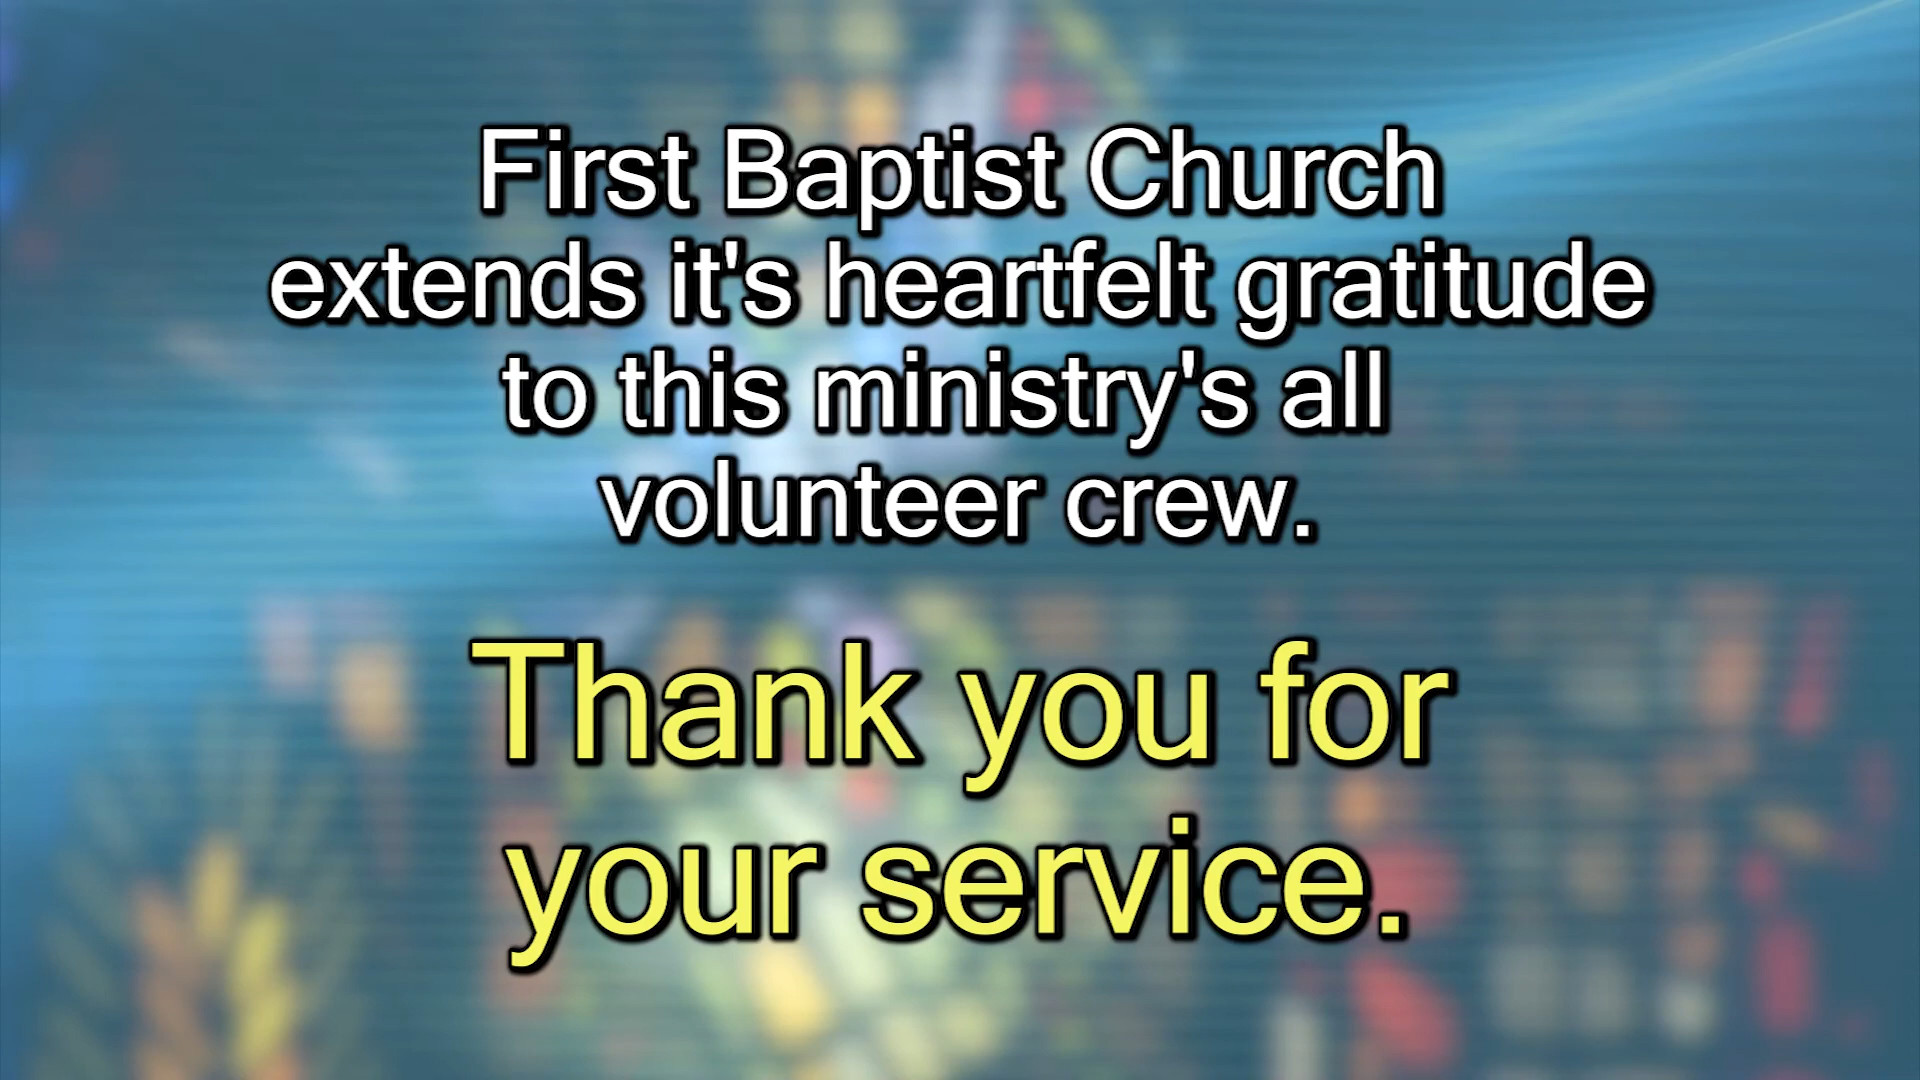 First Baptist Church
extends it's heartfelt gratitude
to this ministry's all
volunteer crew.
Thank you for
your service.